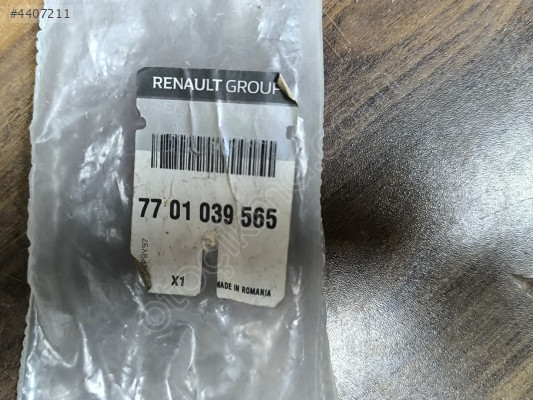 #4407211
RENAULT GROUP
77 01 039 565
X1
MADE IN ROMANIA